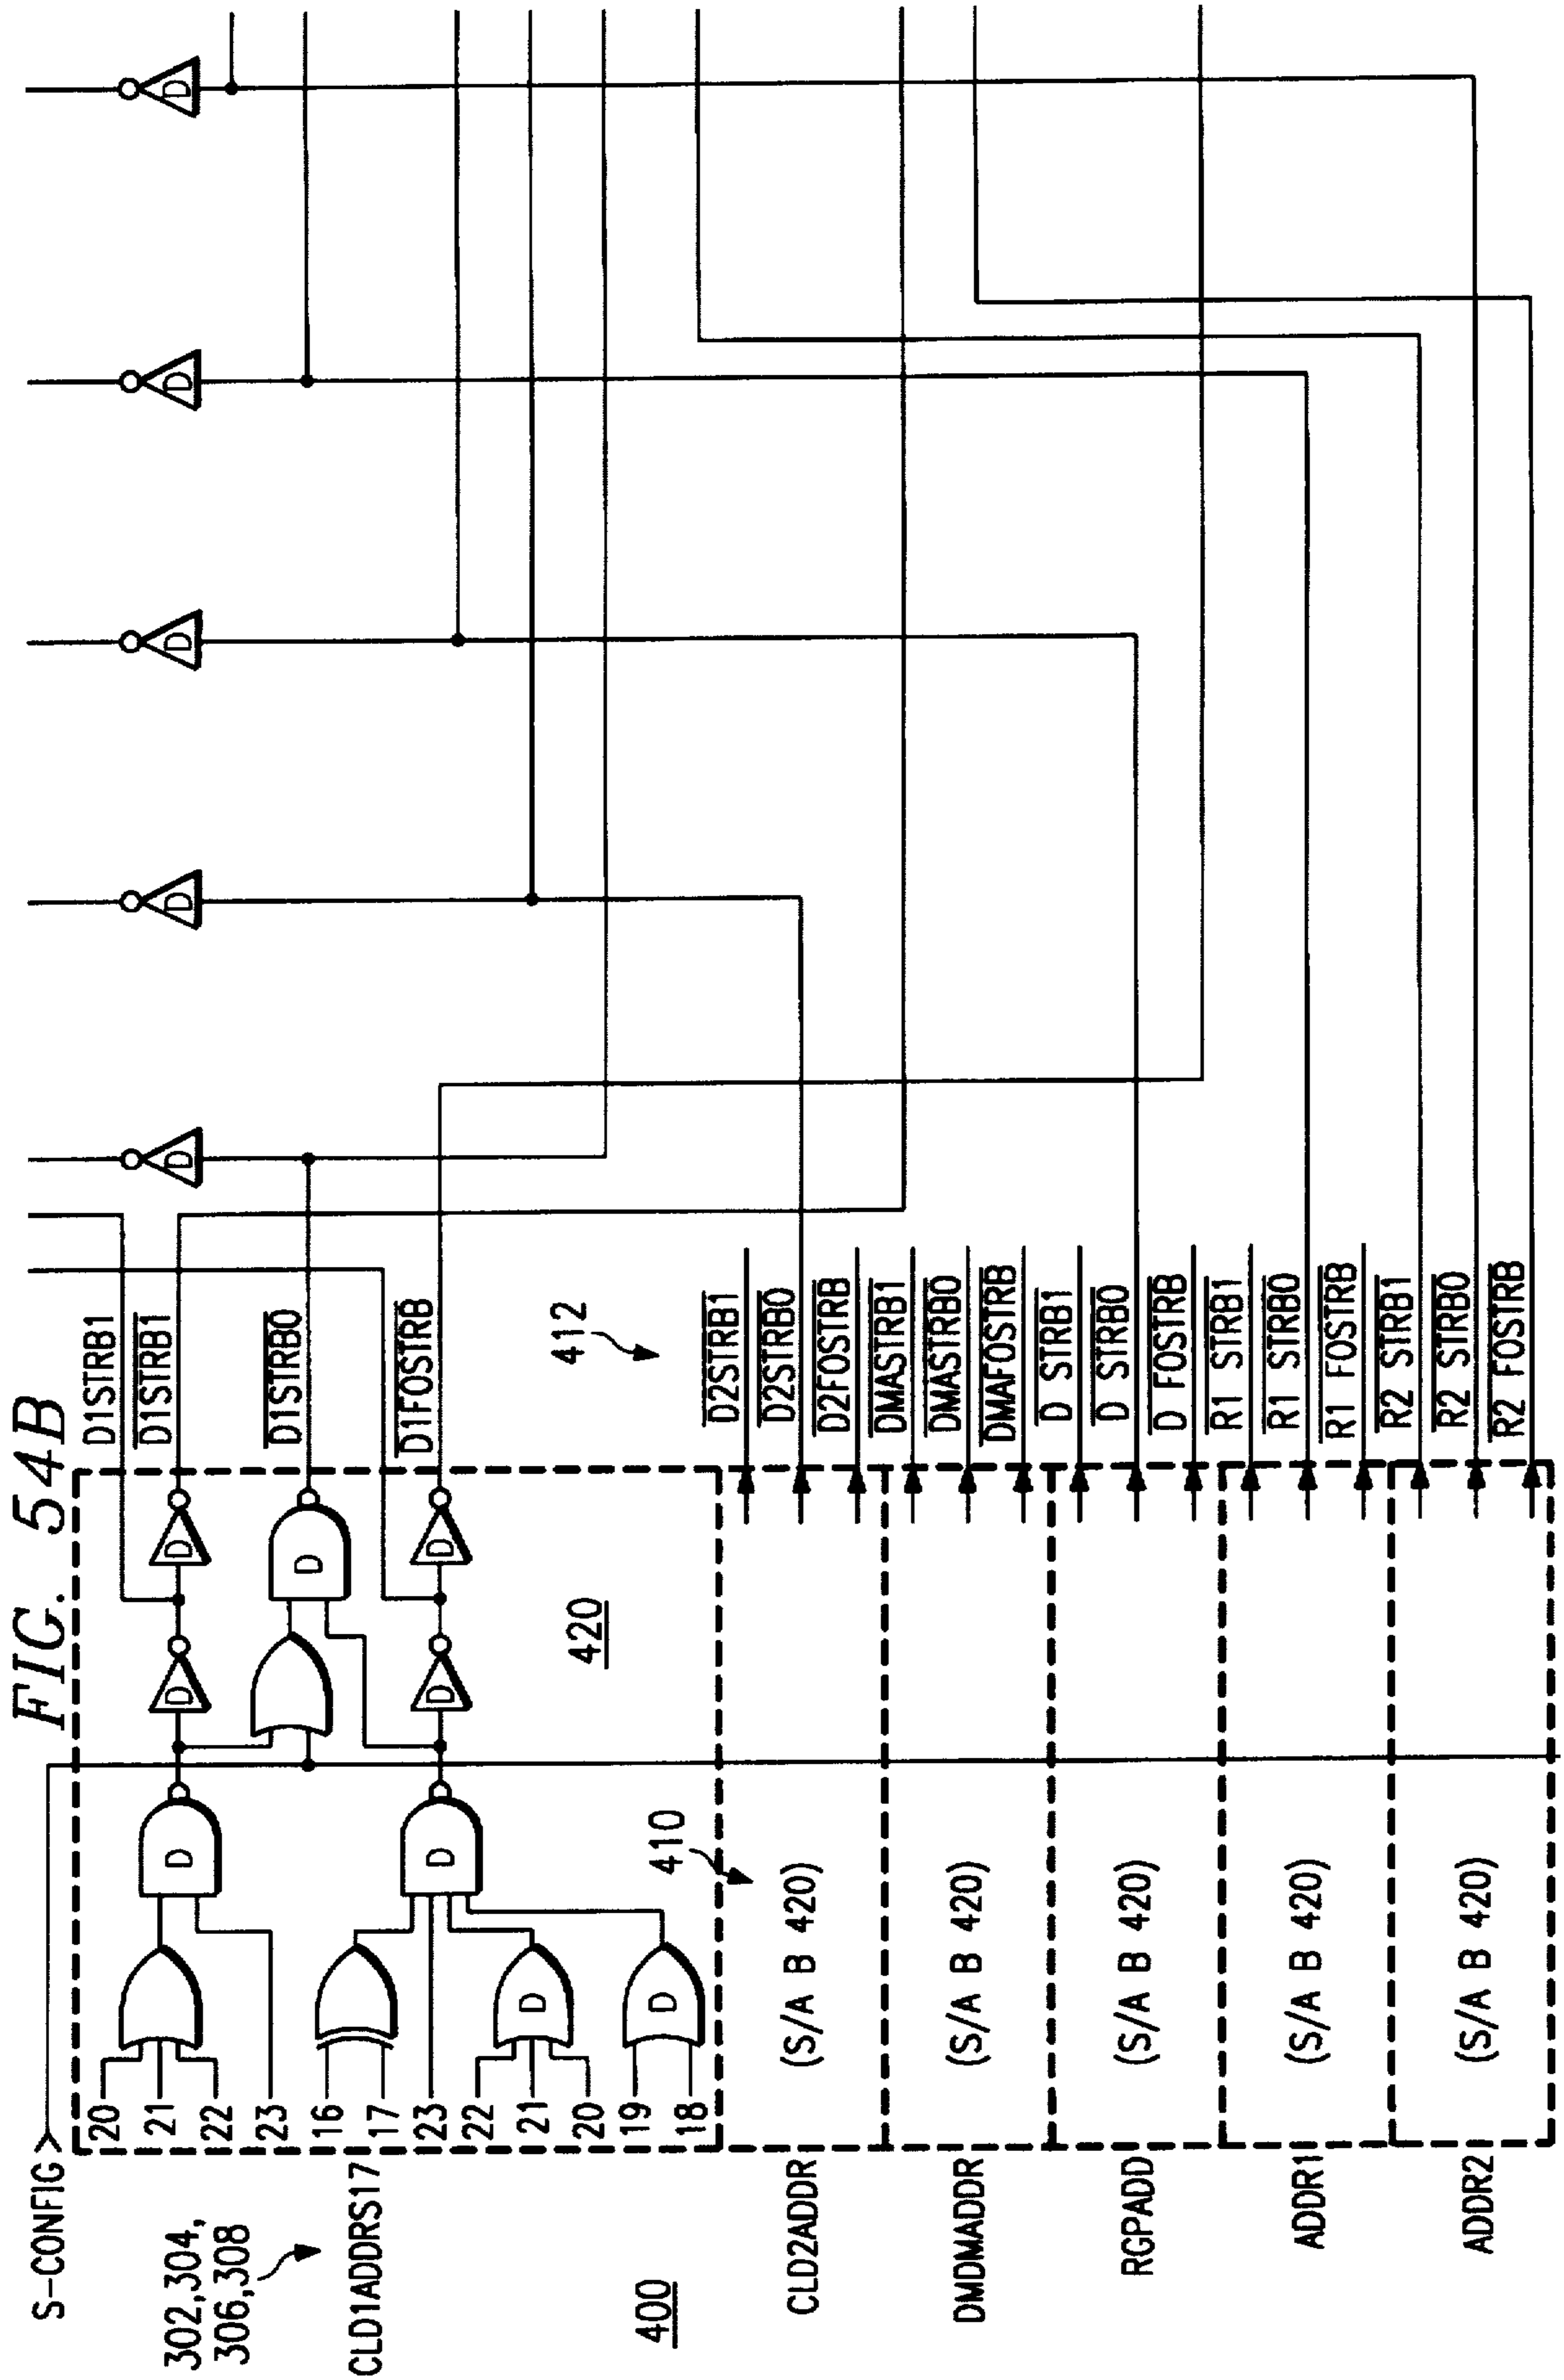 FIG. 54B
S-CONFIG
302,304,
306,308
CLD1ADDRS17
400
20
21
22
23
16
17
23
22
21
20
19
18
D
D
D
D
D
D
D
D
D
D
420
D1STRB1
D1STRB1
D1STRB0
D1FOSTRB
D
D
D
D
D
410
412
CLD2ADDR
(S/A B 420)
D2STRB1
D2STRB0
D2FOSTRB
DMDMADDR
(S/A B 420)
DMASTRB1
DMASTRB0
DMAFOSTRB
RGPADD
(S/A B 420)
D STRB1
D STRB0
D FOSTRB
ADDR1
(S/A B 420)
R1 STRB1
R1 STRB0
R1 FOSTRB
ADDR2
(S/A B 420)
R2 STRB1
R2 STRB0
R2 FOSTRB